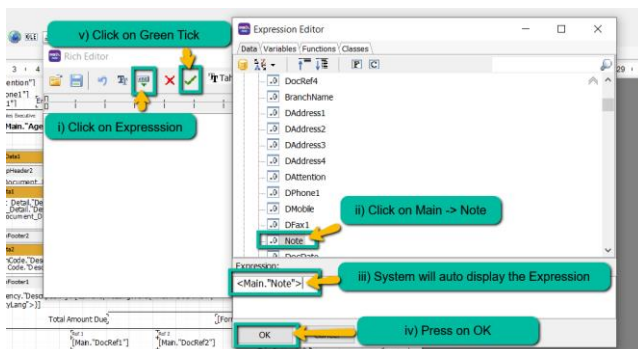 v) Click on Green Tick
Rich Editor
i) Click on Expresssion
Expression Editor
Data Variables Functions Classes
DocRef4
BranchName
DAddress1
DAddress2
DAddress3
DAddress4
DAttention
DPhone1
DMobile
DFax1
Note
ii) Click on Main -> Note
Expression:
<Main."Note">
iii) System will auto display the Expression
OK
iv) Press on OK
Total Amount Due
[Main."DocRef1"]
[Main."DocRef2"]